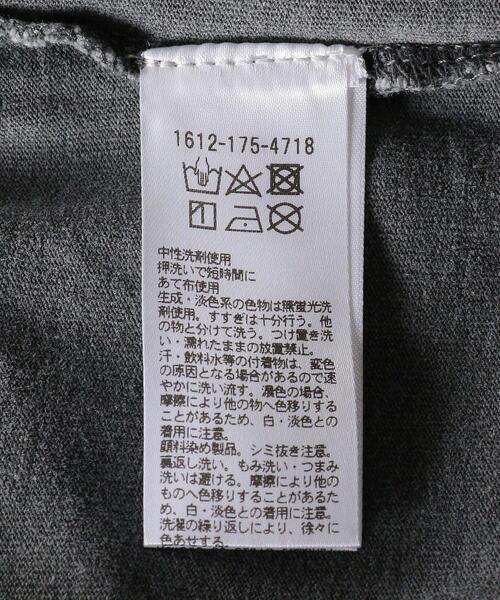 1612-175-4718
中性洗剤使用
押洗いで短時間に
あて布使用
生成・淡色系の色物は無蛍光洗
剤使用。すすぎは十分行う。他
の物と分けて洗う。つけ置き洗
い・濡れたままの放置禁止。
汗・飲料水等の付着物は、変色
の原因となる場合があるので速
やかに洗い流す。濃色の場合、
摩擦により他の物へ色移りする
ことがあるため、白・淡色との
着用に注意。
顔料染め製品。シミ抜き注意。
裏返し洗い。もみ洗い・つまみ
洗いは避ける。摩擦により他の
ものへ色移りすることがあるた
め、白・淡色との着用に注意。
洗濯の繰り返しにより、徐々に
色あせする。